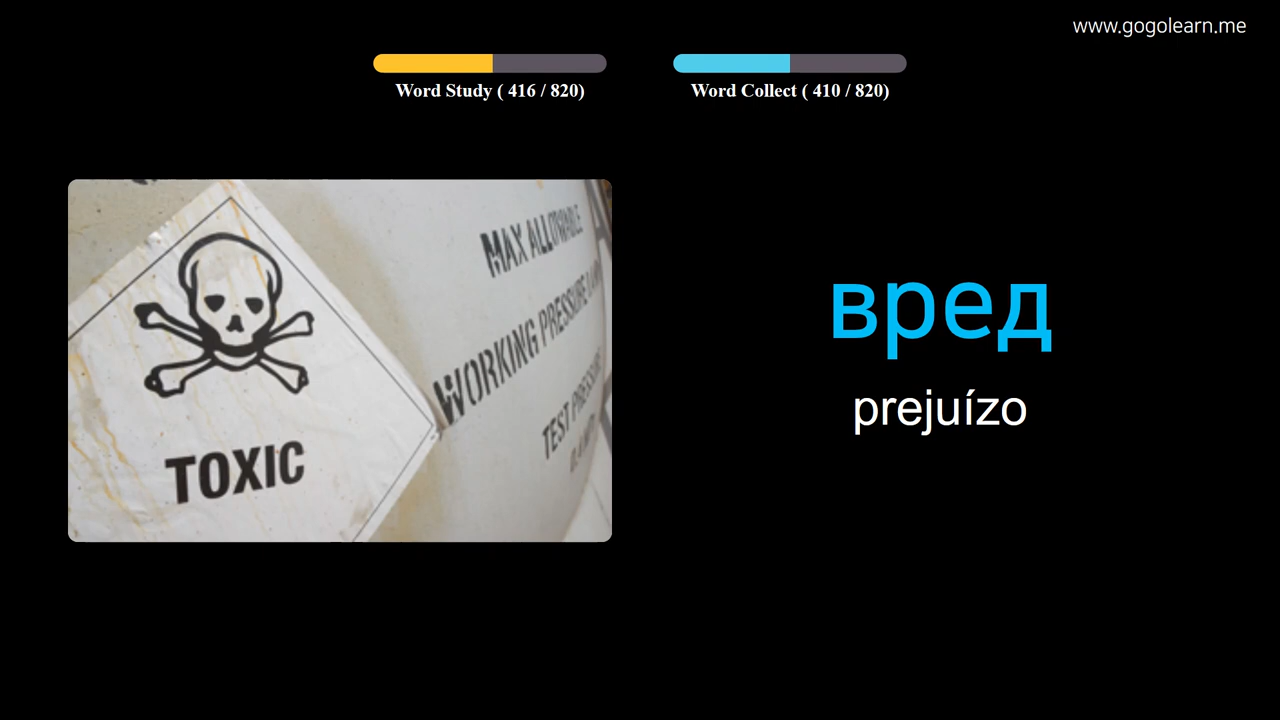 www.gogolearn.me
Word Study ( 416 / 820)
Word Collect ( 410 / 820)
MAX ALLOWABLE
WORKING PRESSURE
TEST PRESSURE
TOXIC
вред
prejuízo